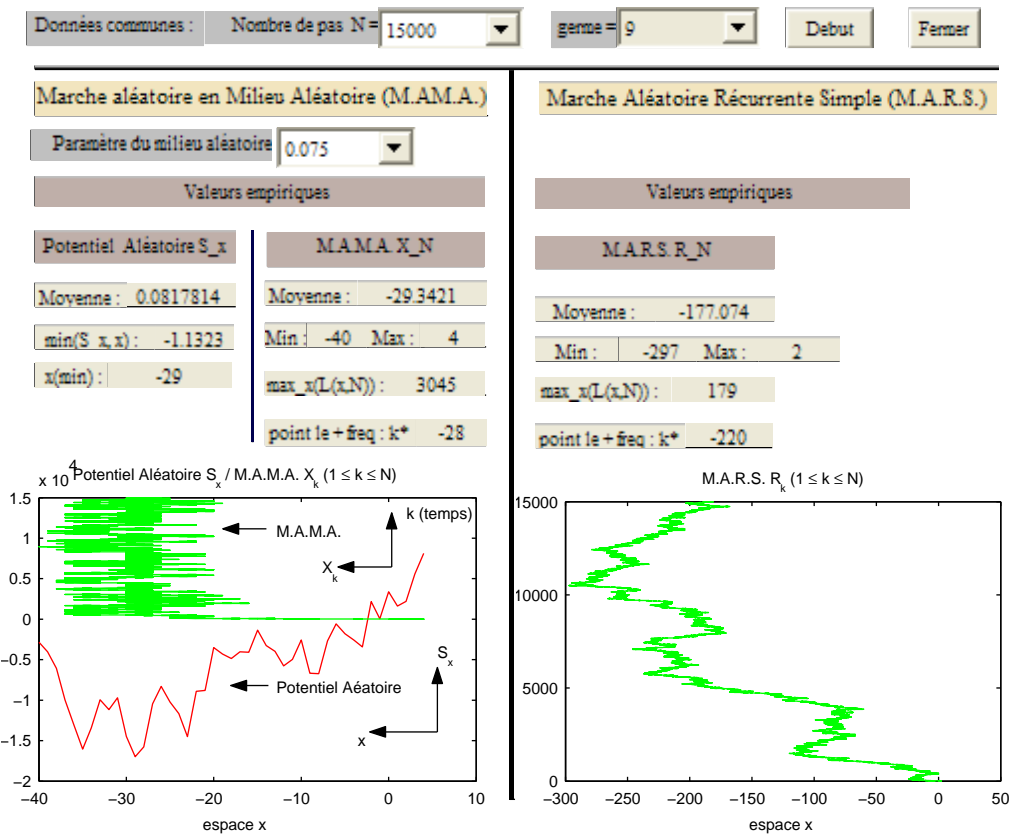 Données communes : Nombre de pas N = 15000 germe = 9 Debut Fermer
Marche aléatoire en Milieu Aléatoire (M.AM.A.)
Paramètre du milieu aléatoire 0.075
Valeurs empiriques
Potentiel Aléatoire S_x
M.A.M.A. X_N
Moyenne : 0.0817814
Moyenne : -29.3421
min(S_x, x) : -1.1323
Min : -40 Max : 4
x(min) : -29
max_x(L(x,N)) : 3045
point le + freq : k* -28
Marche Aléatoire Récurrente Simple (M.A.R.S.)
Valeurs empiriques
M.A.R.S. R_N
Moyenne : -177.074
Min : -297 Max : 2
max_x(L(x,N)) : 179
point le + freq : k* -220
x 10^4
Potentiel Aléatoire S_x / M.A.M.A. X_k (1 ≤ k ≤ N)
1.5
1
0.5
0
−0.5
−1
−1.5
−2
M.A.M.A.
k (temps)
X_k
S_x
Potentiel Aéatoire
x
−40 −30 −20 −10 0 10
espace x
M.A.R.S. R_k (1 ≤ k ≤ N)
15000
10000
5000
0
−300 −250 −200 −150 −100 −50 0 50
espace x